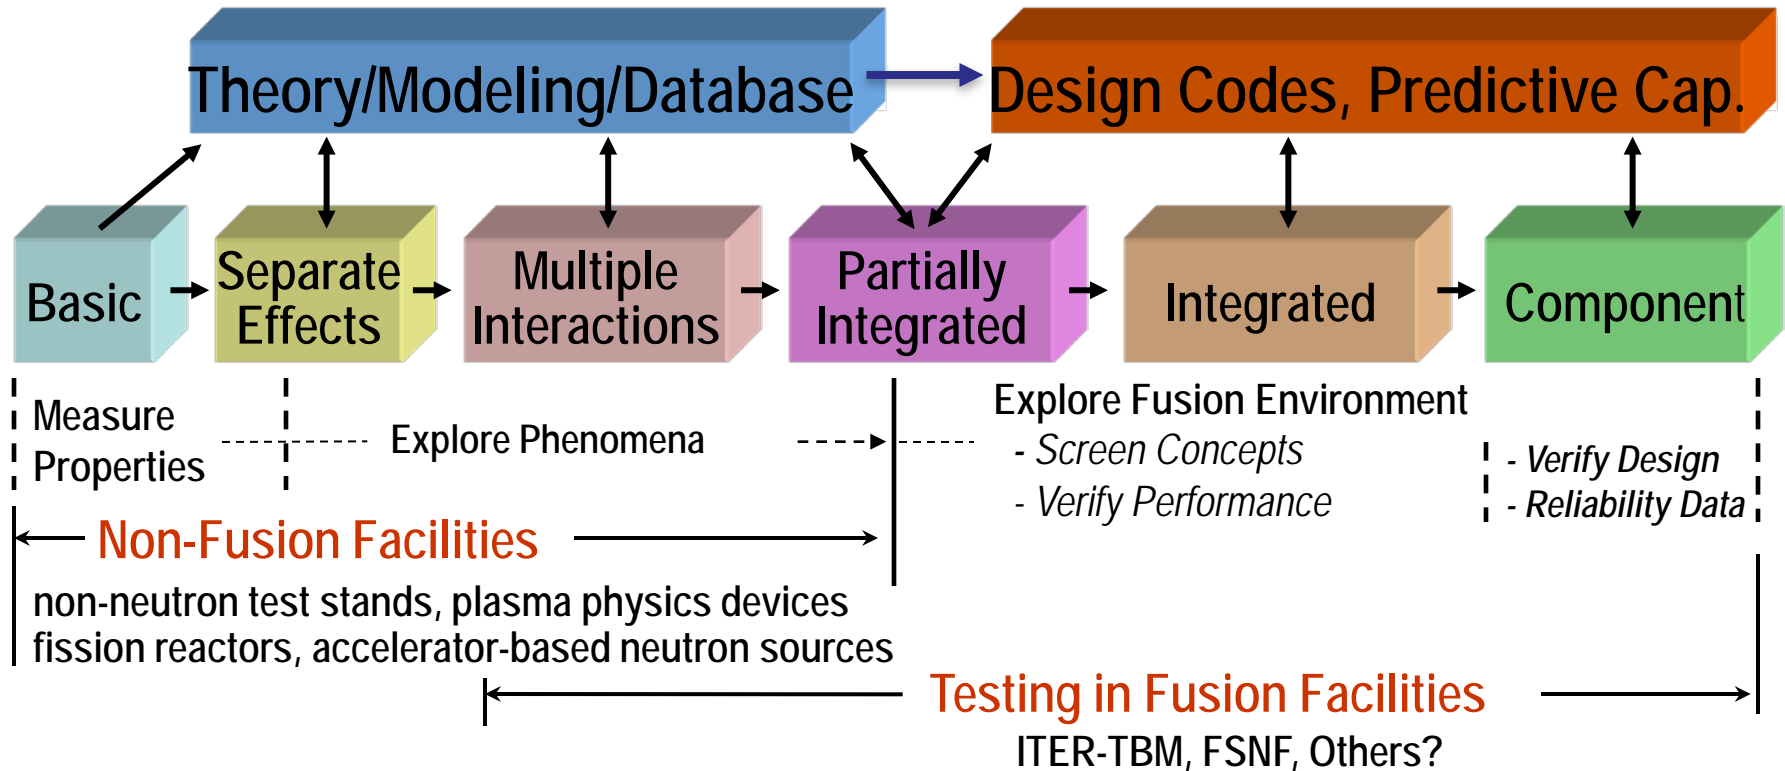 Theory/Modeling/Database
Design Codes, Predictive Cap.
Basic
Separate
Effects
Multiple
Interactions
Partially
Integrated
Integrated
Component
Measure
Properties
Explore Phenomena
Explore Fusion Environment
- Screen Concepts
- Verify Performance
- Verify Design
- Reliability Data
Non-Fusion Facilities
non-neutron test stands, plasma physics devices
fission reactors, accelerator-based neutron sources
Testing in Fusion Facilities
ITER-TBM, FSNF, Others?